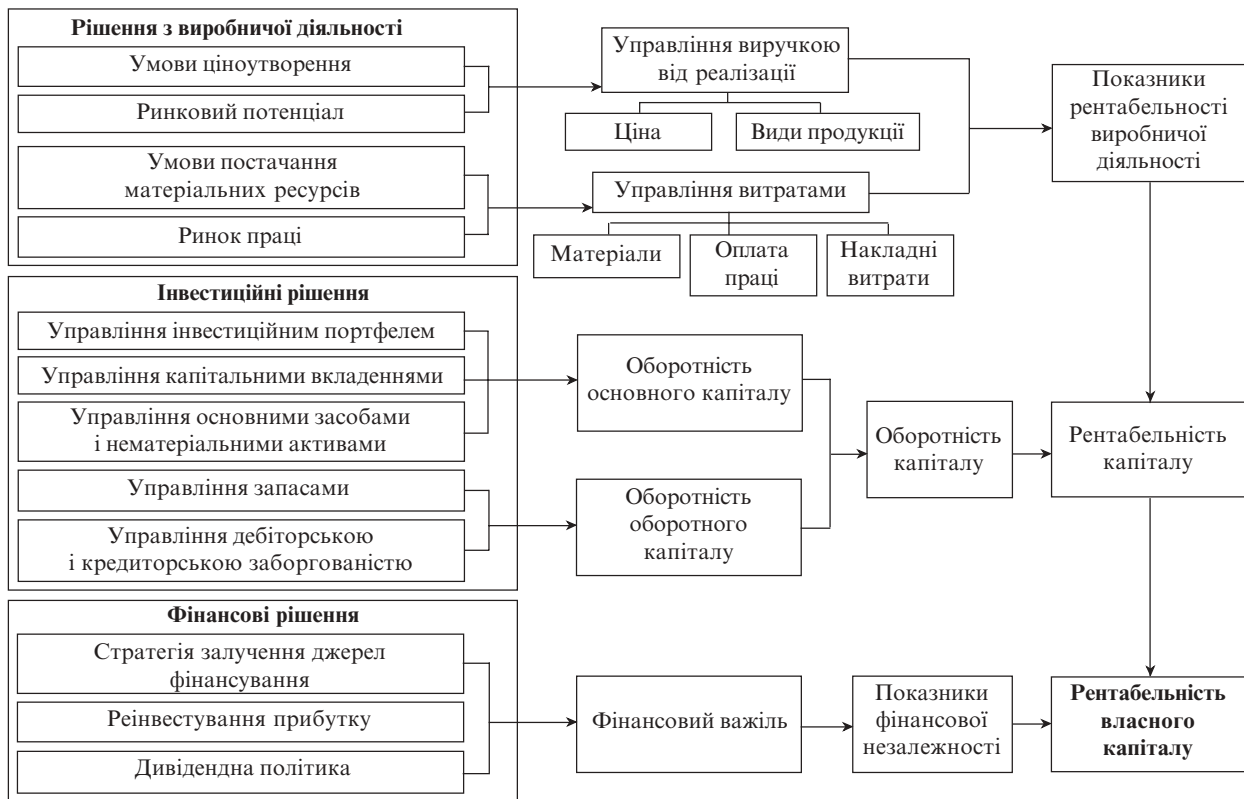 Рішення з виробничої діяльності
Умови ціноутворення
Ринковий потенціал
Умови постачання
матеріальних ресурсів
Ринок праці
Управління виручкою
від реалізації
Ціна
Види продукції
Управління витратами
Матеріали
Оплата
праці
Накладні
витрати
Показники
рентабельності
виробничої
діяльності
Інвестиційні рішення
Управління інвестиційним портфелем
Управління капітальними вкладеннями
Управління основними засобами
і нематеріальними активами
Управління запасами
Управління дебіторською
і кредиторською заборгованістю
Оборотність
основного капіталу
Оборотність
оборотного
капіталу
Оборотність
капіталу
Рентабельність
капіталу
Фінансові рішення
Стратегія залучення джерел
фінансування
Реінвестування прибутку
Дивідендна політика
Фінансовий важіль
Показники
фінансової
незалежності
Рентабельність
власного
капіталу